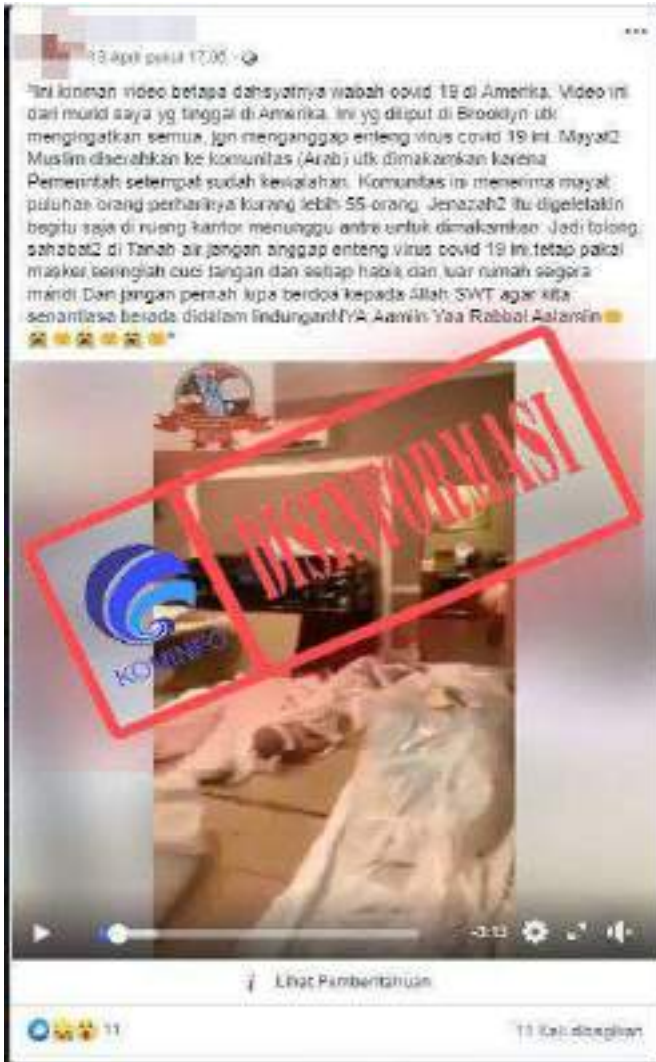 13 April pukul 17.05
"Ini kiriman video betapa dahsyatnya wabah covid 19 di Amerika. Video ini
dari murid saya yg tinggal di Amerika. Ini yg diliput di Brooklyn utk
mengingatkan semua, jgn menganggap enteng virus covid 19 ini. Mayat2
Muslim diserahkan ke komunitas (Arab) utk dimakamkan karena
Pemerintah setempat sudah kewalahan. Komunitas ini menerima mayat
puluhan orang perharinya kurang lebih 55 orang. Jenazah2 itu digeletakin
begitu saja di ruang kantor menunggu antre untuk dimakamkan. Jadi tolong,
sahabat2 di Tanah air jangan anggap enteng virus covid 19 ini,tetap pakai
masker,seringlah cuci tangan dan setiap habis dari luar rumah segera
mandi.Dan jangan pernah lupa berdoa kepada Allah SWT agar kita
senantiasa berada didalam lindunganNYA Aamiin Yaa Rabbal Aalamiin
DISINFORMASI
KOMINFO
-3:13
Lihat Pemberitahuan
11
11 Kali dibagikan